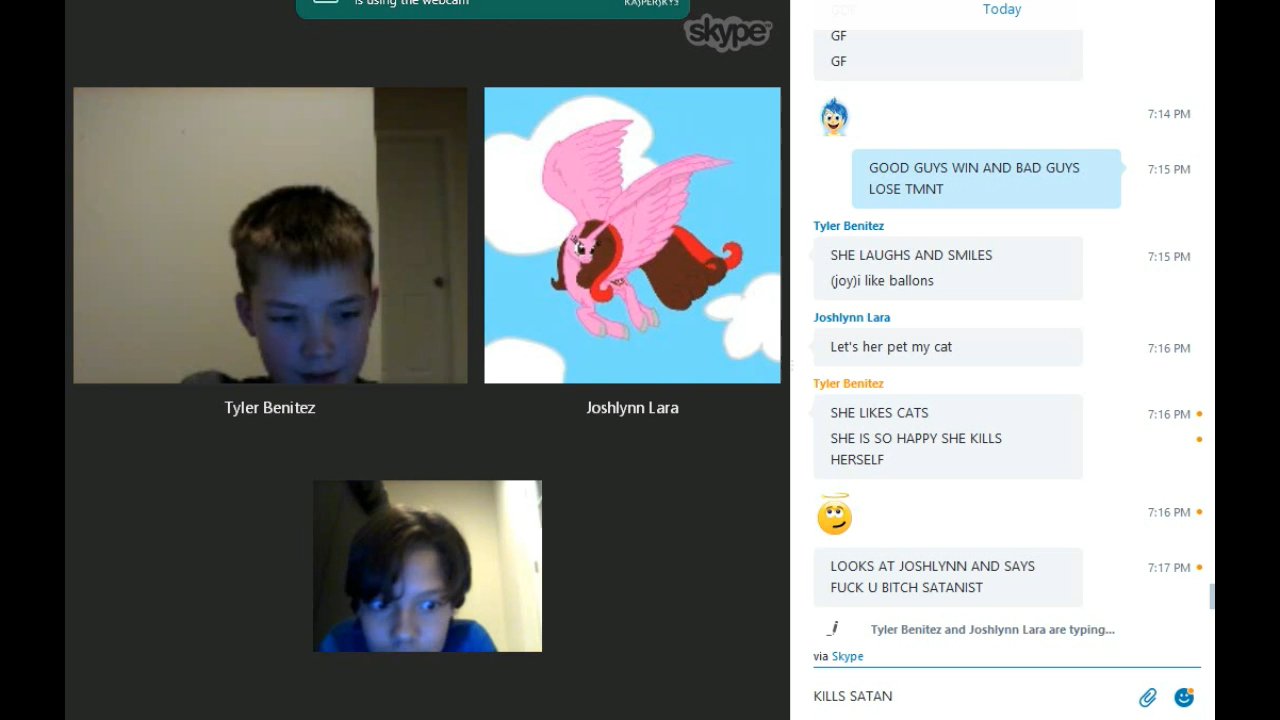 is using the webcam
KASPERSKY
skype
Tyler Benitez
Joshlynn Lara
Today
GF
GF
7:14 PM
GOOD GUYS WIN AND BAD GUYS
LOSE TMNT
7:15 PM
Tyler Benitez
SHE LAUGHS AND SMILES
7:15 PM
(joy)i like ballons
Joshlynn Lara
Let's her pet my cat
7:16 PM
Tyler Benitez
SHE LIKES CATS
7:16 PM
SHE IS SO HAPPY SHE KILLS
HERSELF
7:16 PM
LOOKS AT JOSHLYNN AND SAYS
7:17 PM
FUCK U BITCH SATANIST
Tyler Benitez and Joshlynn Lara are typing...
via Skype
KILLS SATAN